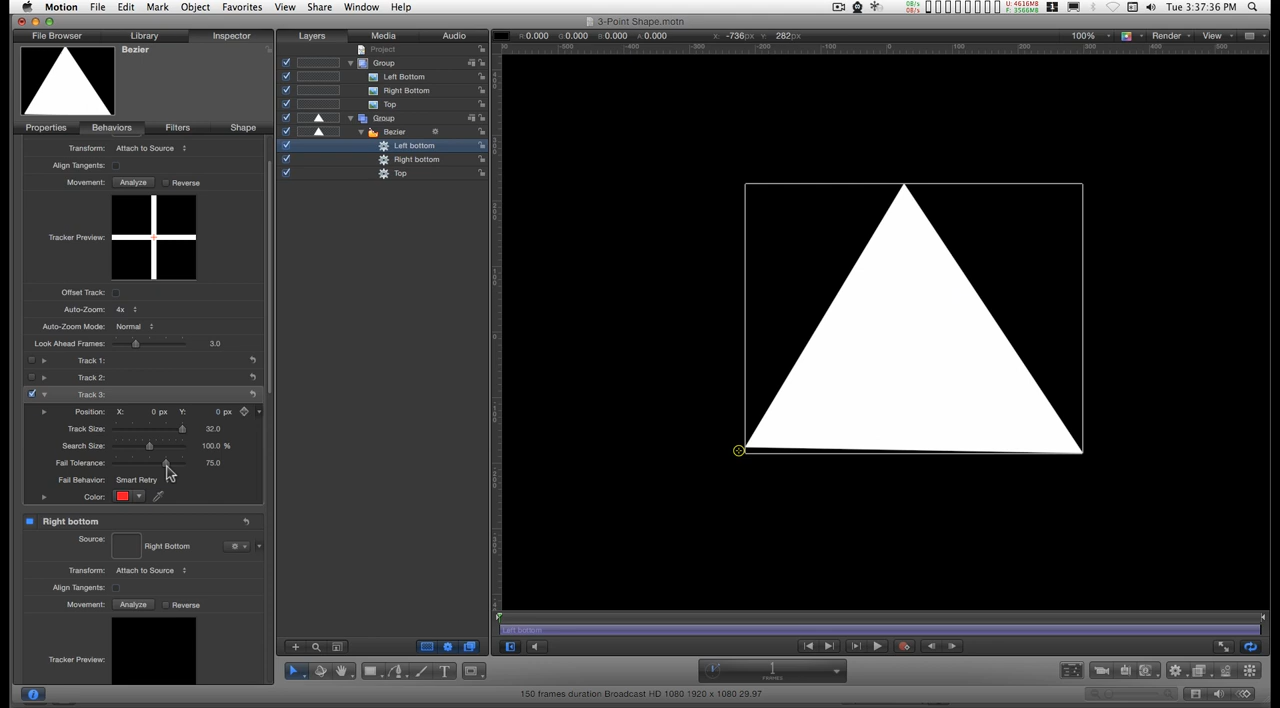 Motion File Edit Mark Object Favorites View Share Window Help Tue 3:37:36 PM
3-Point Shape.motn
File Browser Library Inspector Layers Media Audio R:0.000 G:0.000 B:0.000 A:0.000 X: -736px Y: 282px 100% Render View
Bezier
Project
Group
Left Bottom
Right Bottom
Top
Group
Bezier
Left bottom
Right bottom
Top
Properties Behaviors Filters Shape
Transform: Attach to Source
Align Tangents:
Movement: Analyze Reverse
Tracker Preview:
Offset Track:
Auto-Zoom: 4x
Auto-Zoom Mode: Normal
Look Ahead Frames: 3.0
Track 1:
Track 2:
Track 3:
Position: X: 0 px Y: 0 px
Track Size: 32.0
Search Size: 100.0 %
Fail Tolerance: 75.0
Fail Behavior: Smart Retry
Color:
Right bottom
Source: Right Bottom
Transform: Attach to Source
Align Tangents:
Movement: Analyze Reverse
Tracker Preview:
Left bottom
T
1
FRAMES
150 frames duration Broadcast HD 1080 1920 x 1080 29.97